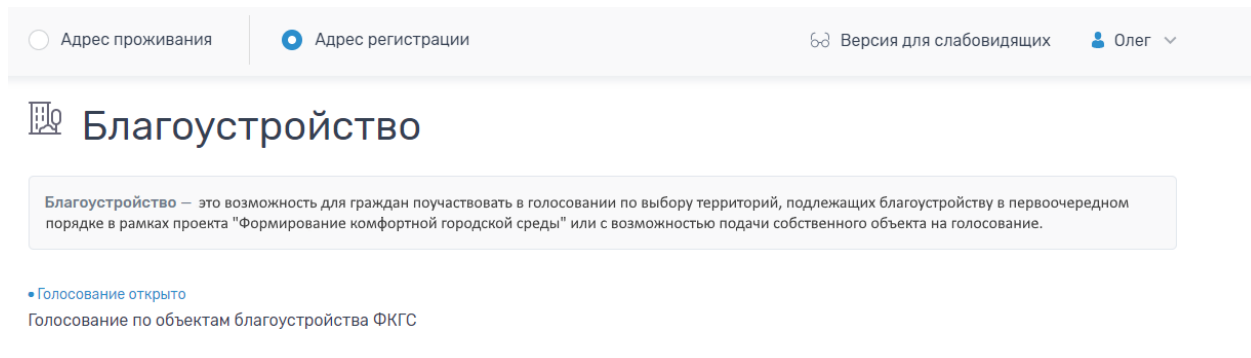 Адрес проживания Адрес регистрации Версия для слабовидящих Олег
Благоустройство
Благоустройство — это возможность для граждан поучаствовать в голосовании по выбору территорий, подлежащих благоустройству в первоочередном
порядке в рамках проекта "Формирование комфортной городской среды" или с возможностью подачи собственного объекта на голосование.
Голосование открыто
Голосование по объектам благоустройства ФКГС